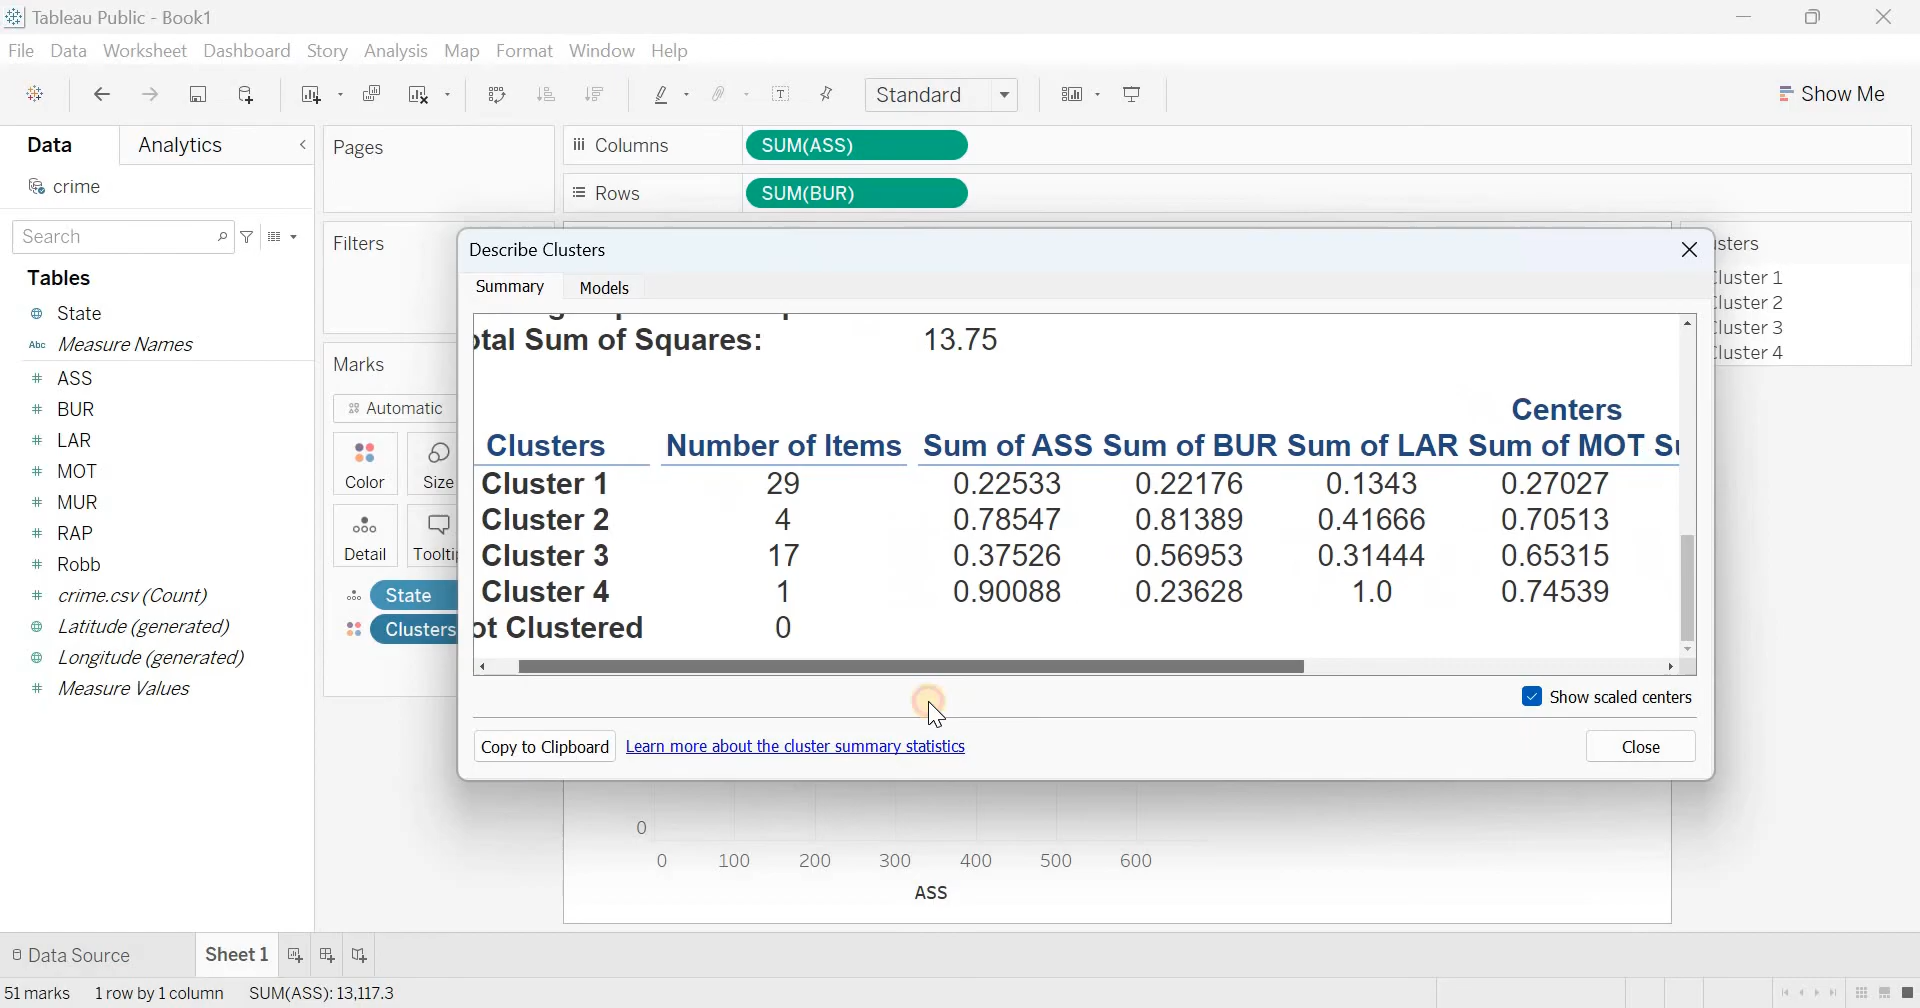 Tableau Public - Book1
File Data Worksheet Dashboard Story Analysis Map Format Window Help
Standard
Show Me
Data
Analytics
Pages
Columns
SUM(ASS)
crime
Rows
SUM(BUR)
Search
Filters
Tables
State
Measure Names
ASS
BUR
LAR
MOT
MUR
RAP
Robb
crime.csv (Count)
Latitude (generated)
Longitude (generated)
Measure Values
Marks
Automatic
Color
Size
Detail
Toolti
State
Clusters
Describe Clusters
Summary Models
otal Sum of Squares: 13.75
Centers
Clusters Number of Items Sum of ASS Sum of BUR Sum of LAR Sum of MOT Su
Cluster 1 29 0.22533 0.22176 0.1343 0.27027
Cluster 2 4 0.78547 0.81389 0.41666 0.70513
Cluster 3 17 0.37526 0.56953 0.31444 0.65315
Cluster 4 1 0.90088 0.23628 1.0 0.74539
ot Clustered 0
Show scaled centers
Copy to Clipboard Learn more about the cluster summary statistics Close
usters
Cluster 1
Cluster 2
Cluster 3
Cluster 4
0
0 100 200 300 400 500 600
ASS
Data Source Sheet 1
51 marks 1 row by 1 column SUM(ASS): 13,117.3